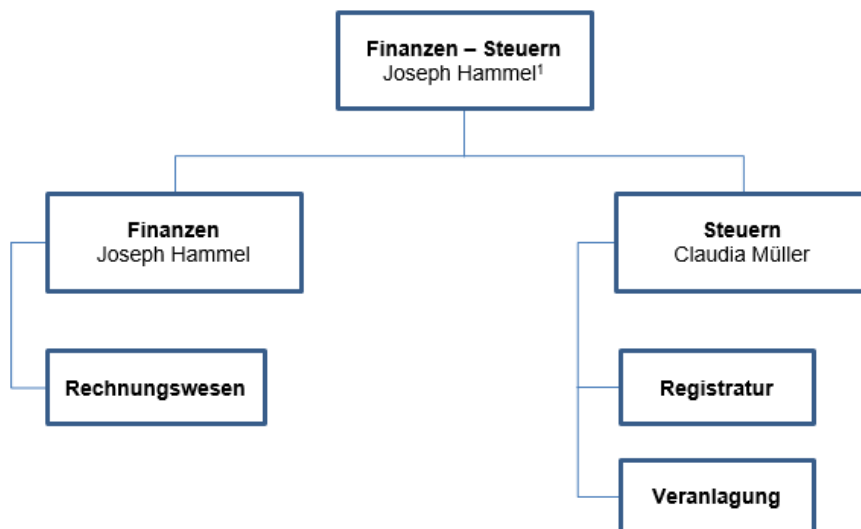 Finanzen – Steuern
Joseph Hammel¹
Finanzen
Joseph Hammel
Steuern
Claudia Müller
Rechnungswesen
Registratur
Veranlagung